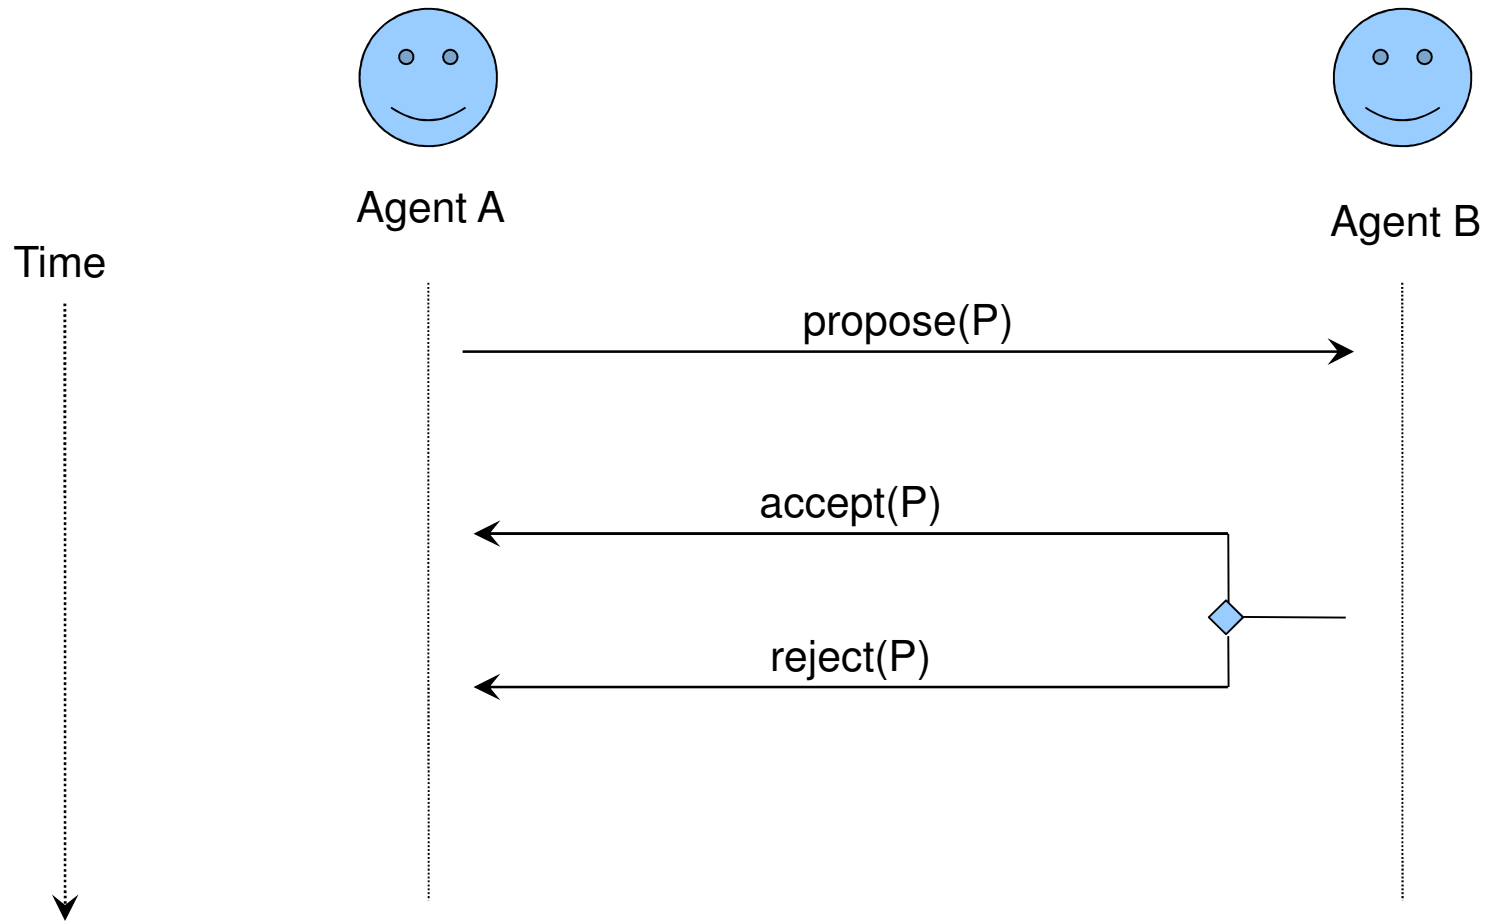 Agent A
Agent B
Time
propose(P)
accept(P)
reject(P)